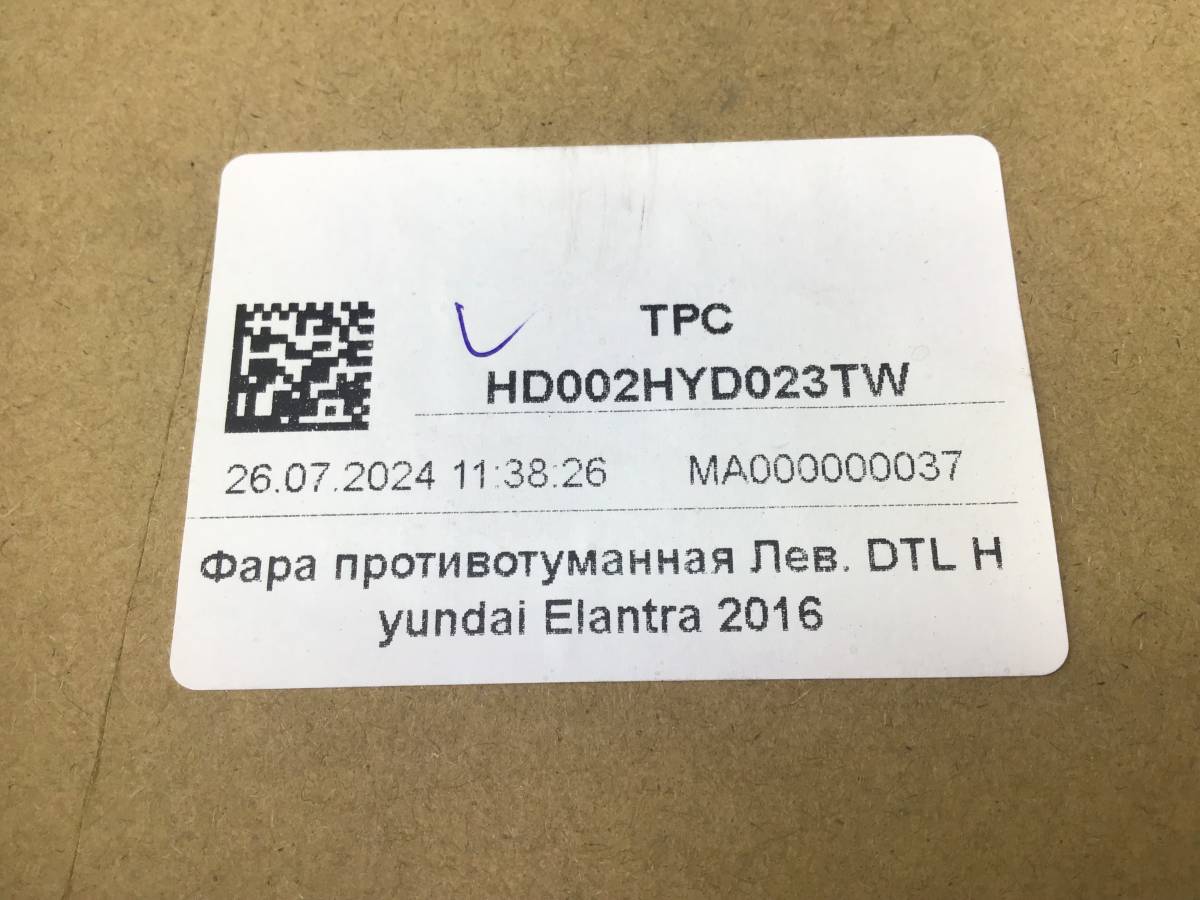 TPC
HD002HYD023TW
26.07.2024 11:38:26 MA000000037
Фара противотуманная Лев. DTL H
yundai Elantra 2016